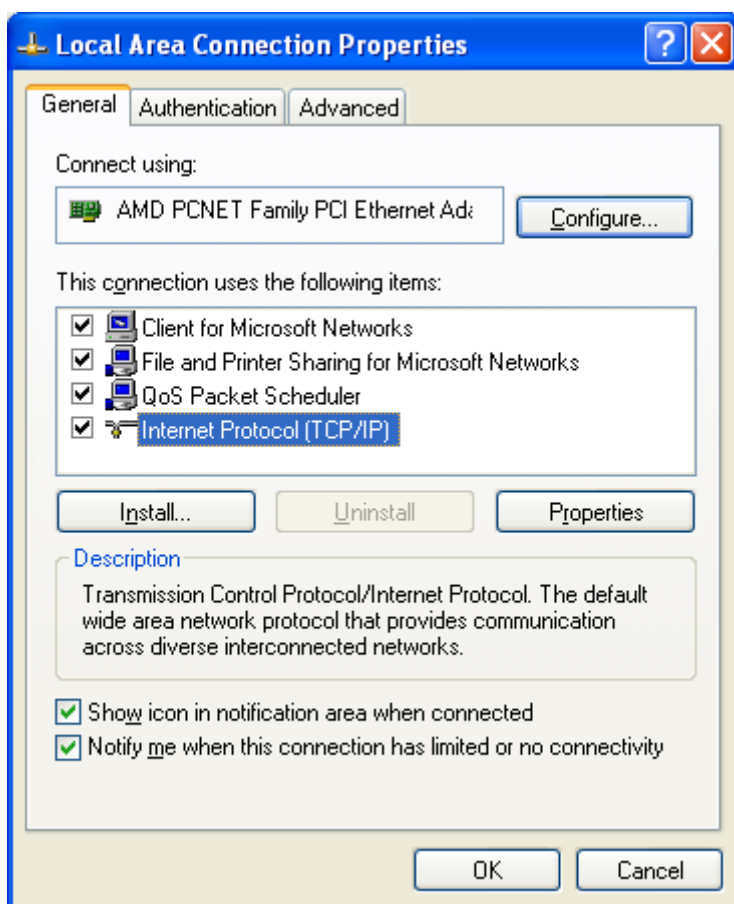 Local Area Connection Properties
General Authentication Advanced
Connect using:
AMD PCNET Family PCI Ethernet Ada
Configure...
This connection uses the following items:
Client for Microsoft Networks
File and Printer Sharing for Microsoft Networks
QoS Packet Scheduler
Internet Protocol (TCP/IP)
Install... Uninstall Properties
Description
Transmission Control Protocol/Internet Protocol. The default
wide area network protocol that provides communication
across diverse interconnected networks.
Show icon in notification area when connected
Notify me when this connection has limited or no connectivity
OK Cancel